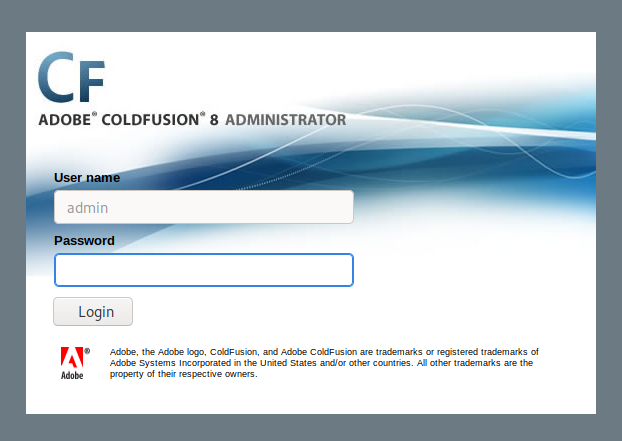 CF
ADOBE® COLDFUSION® 8 ADMINISTRATOR
User name
admin
Password
Login
Adobe, the Adobe logo, ColdFusion, and Adobe ColdFusion are trademarks or registered trademarks of
Adobe Systems Incorporated in the United States and/or other countries. All other trademarks are the
property of their respective owners.
®
Adobe